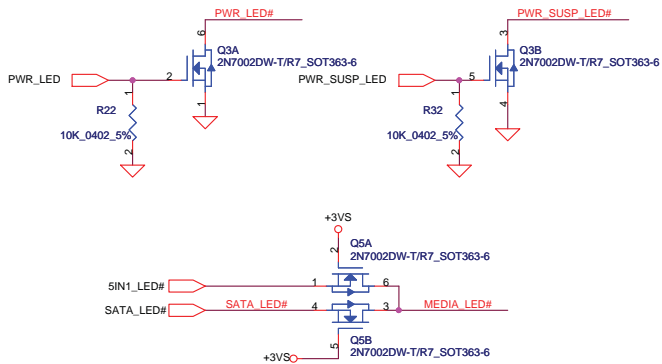 PWR_LED#
6
Q3A
2N7002DW-T/R7_SOT363-6
PWR_LED
2
1
1
R22
10K_0402_5%
2
PWR_SUSP_LED#
3
Q3B
2N7002DW-T/R7_SOT363-6
PWR_SUSP_LED
5
1
4
R32
10K_0402_5%
2
+3VS
Q5A
2N7002DW-T/R7_SOT363-6
2
5IN1_LED#
1
6
SATA_LED#
SATA_LED#
4
3
MEDIA_LED#
Q5B
2N7002DW-T/R7_SOT363-6
5
+3VS